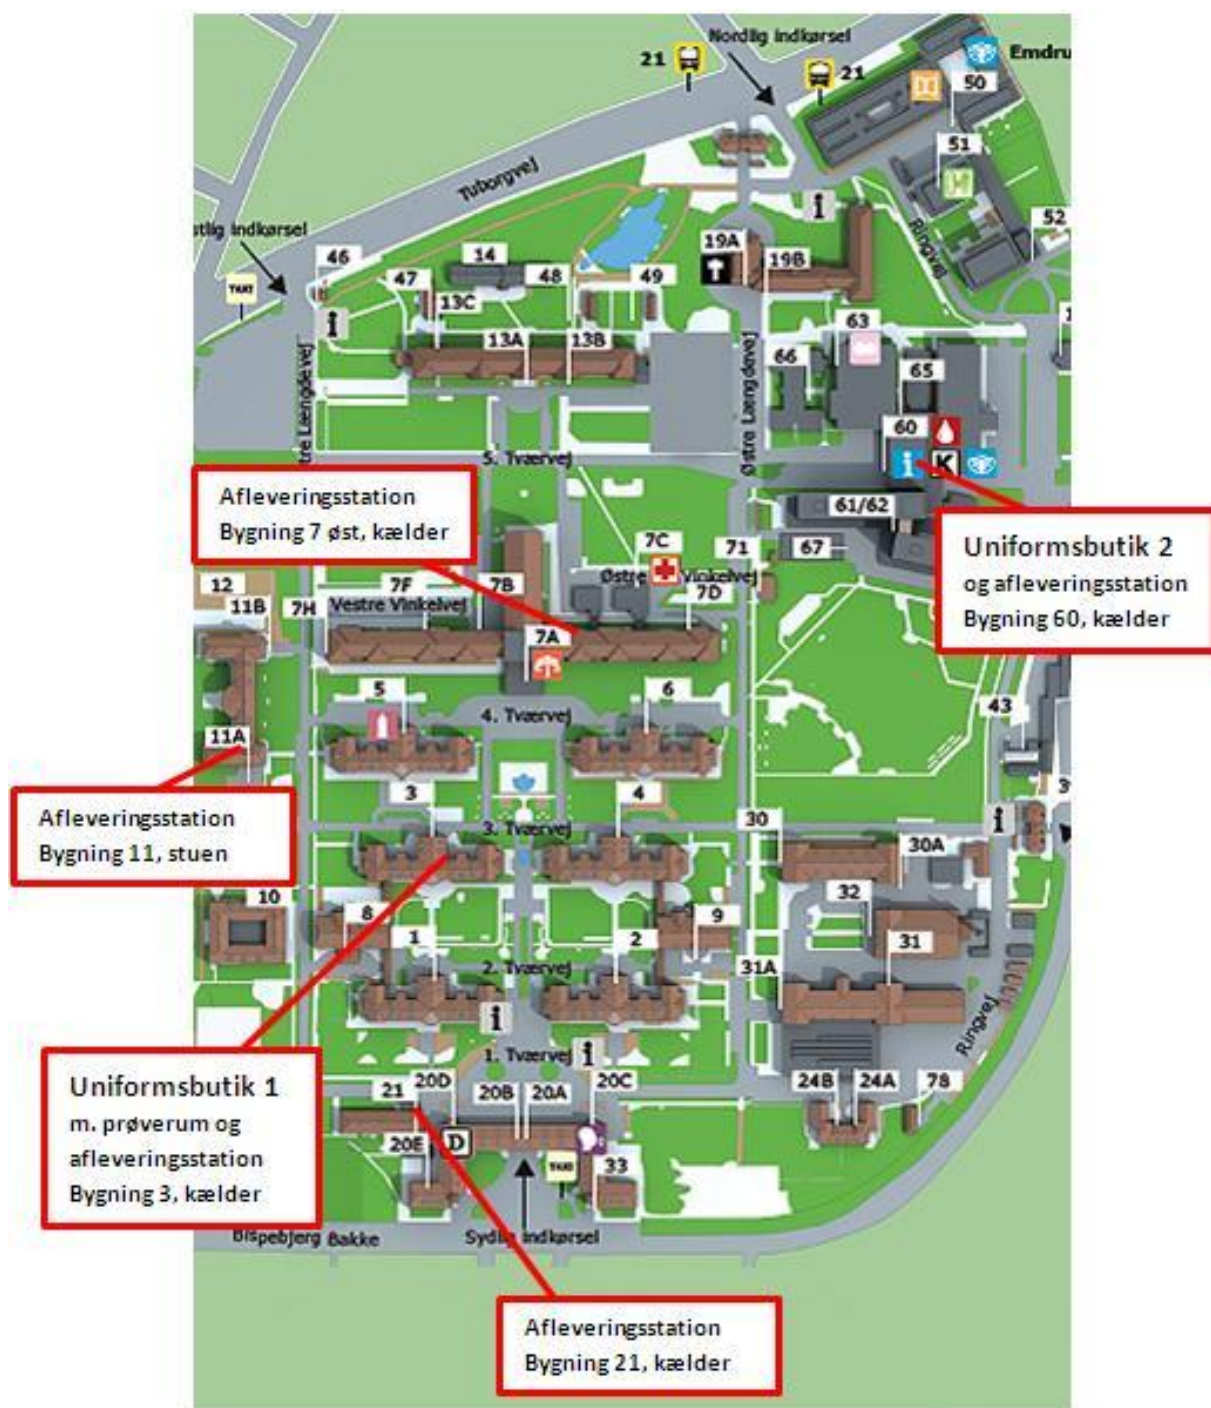 Nordlig indkørsel
21
21
Emdru
50
51
Tuborgvej
52
stlig indkørsel
Ringvej
19A
19B
46
14
47
48
49
TAXI
13C
63
13A
13B
66
65
tre Længdevej
Østre Længdevej
60
K
5. Tværvej
Afleveringsstation
Bygning 7 øst, kælder
61/62
Uniformsbutik 2
og afleveringsstation
Bygning 60, kælder
7C
71
67
12
7F
7B
Østre Vinkelvej
11B
7H
Vestre Vinkelvej
7D
7A
5
6
43
11A
4. Tværvej
3
4
Afleveringsstation
Bygning 11, stuen
3. Tværvej
30
30A
32
10
8
9
1
2
31
2. Tværvej
31A
Ringvej
Uniformsbutik 1
m. prøverum og
afleveringsstation
Bygning 3, kælder
1. Tværvej
20D
20C
24B
24A
78
21
20B
20A
20E
D
TAXI
33
Bispebjerg Bakke
Sydlig indkørsel
Afleveringsstation
Bygning 21, kælder